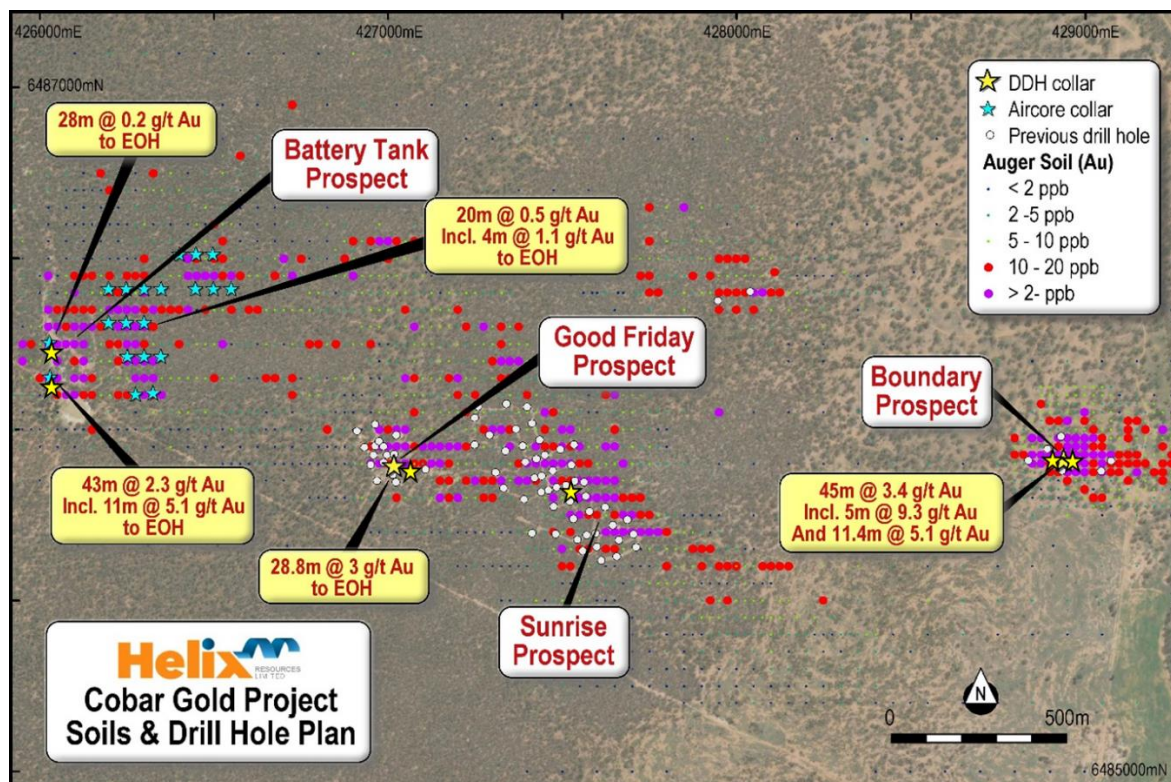 426000mE
427000mE
428000mE
429000mE
6487000mN
28m @ 0.2 g/t Au
to EOH
Battery Tank
Prospect
20m @ 0.5 g/t Au
Incl. 4m @ 1.1 g/t Au
to EOH
DDH collar
Aircore collar
Previous drill hole
Auger Soil (Au)
< 2 ppb
2 -5 ppb
5 - 10 ppb
10 - 20 ppb
> 2- ppb
Good Friday
Prospect
Boundary
Prospect
43m @ 2.3 g/t Au
Incl. 11m @ 5.1 g/t Au
to EOH
45m @ 3.4 g/t Au
Incl. 5m @ 9.3 g/t Au
And 11.4m @ 5.1 g/t Au
28.8m @ 3 g/t Au
to EOH
Sunrise
Prospect
Helix
RESOURCES
LIMITED
Cobar Gold Project
Soils & Drill Hole Plan
N
0
500m
6485000mN